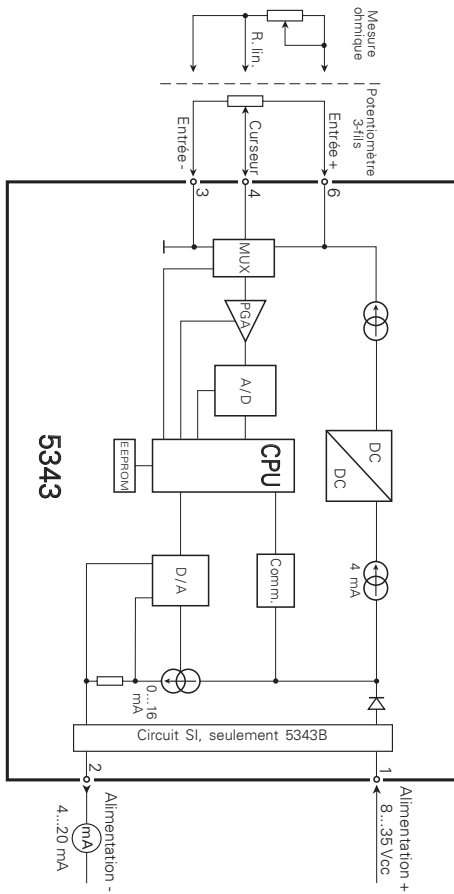 Mesure
ohmique
R. lin.
Potentiomètre
3-fils
Entrée -
Curseur
Entrée +
3
4
6
MUX
PGA
A/D
CPU
EEPROM
5343
DC
DC
4 mA
D/A
Comm.
0...16
mA
Circuit SI, seulement 5343B
2
1
Alimentation -
mA
4...20 mA
Alimentation +
8...35 Vcc